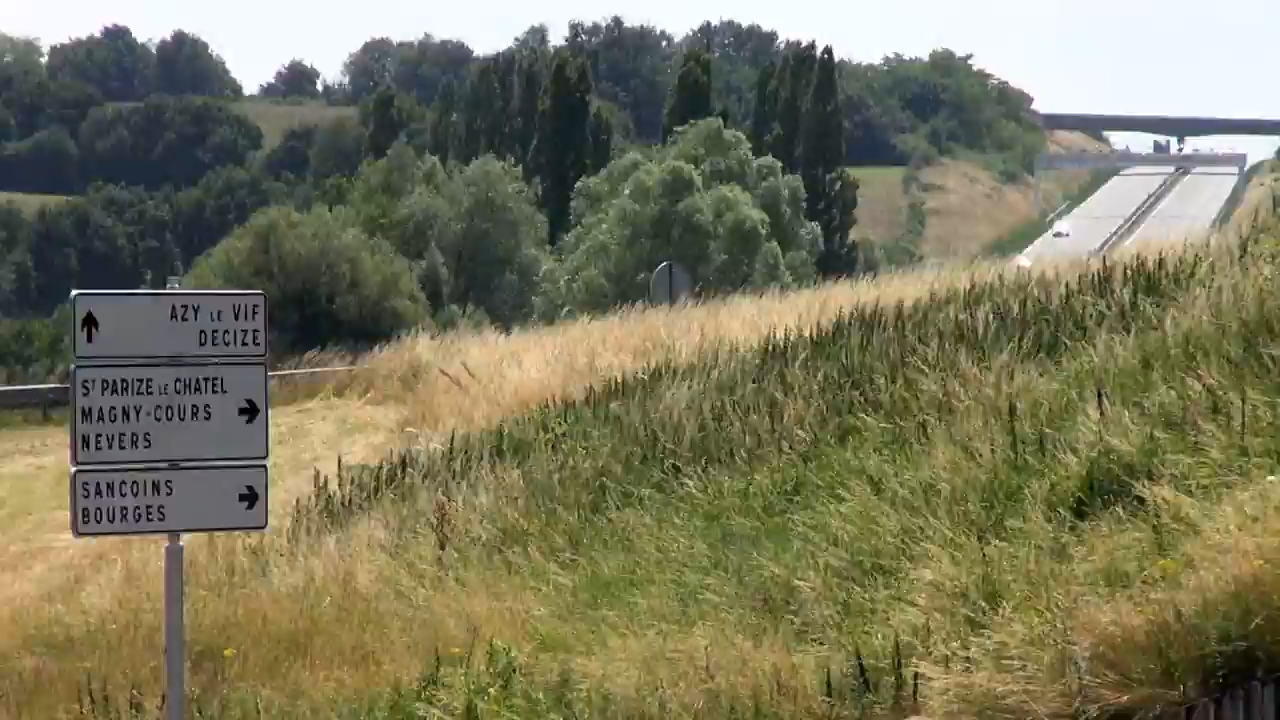 AZY LE VIF
DECIZE
ST PARIZE LE CHATEL
MAGNY-COURS
NEVERS
SANCOINS
BOURGES